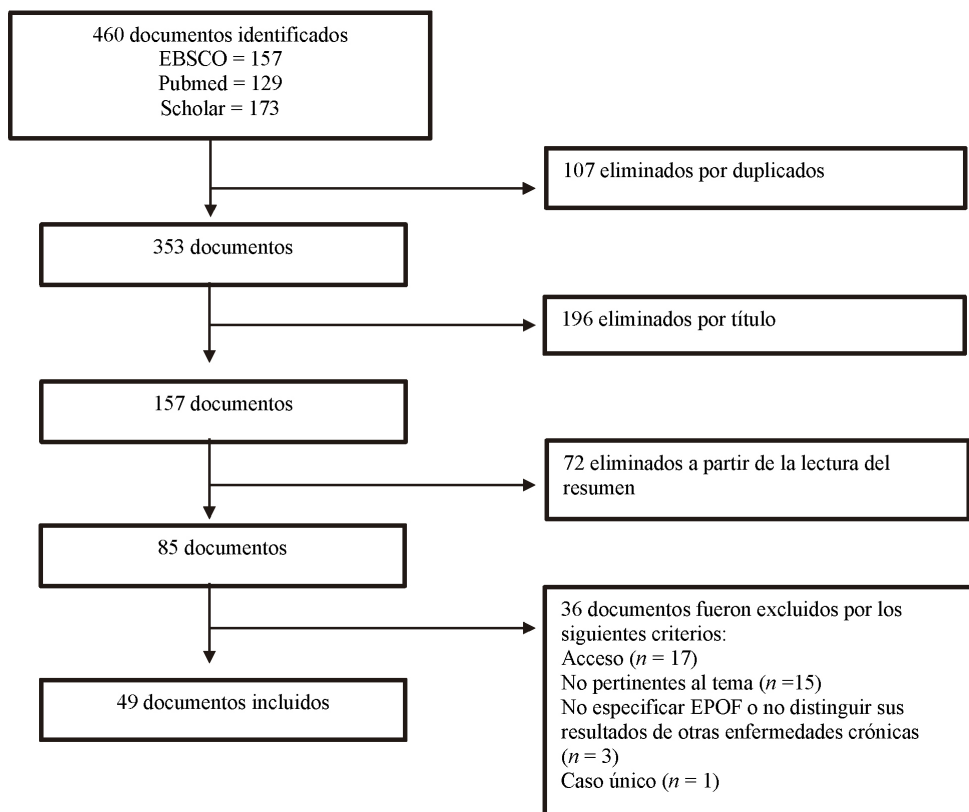 460 documentos identificados
EBSCO = 157
Pubmed = 129
Scholar = 173
107 eliminados por duplicados
353 documentos
196 eliminados por título
157 documentos
72 eliminados a partir de la lectura del
resumen
85 documentos
36 documentos fueron excluidos por los
siguientes criterios:
Acceso (n = 17)
No pertinentes al tema (n =15)
No especificar EPOF o no distinguir sus
resultados de otras enfermedades crónicas
(n = 3)
Caso único (n = 1)
49 documentos incluidos